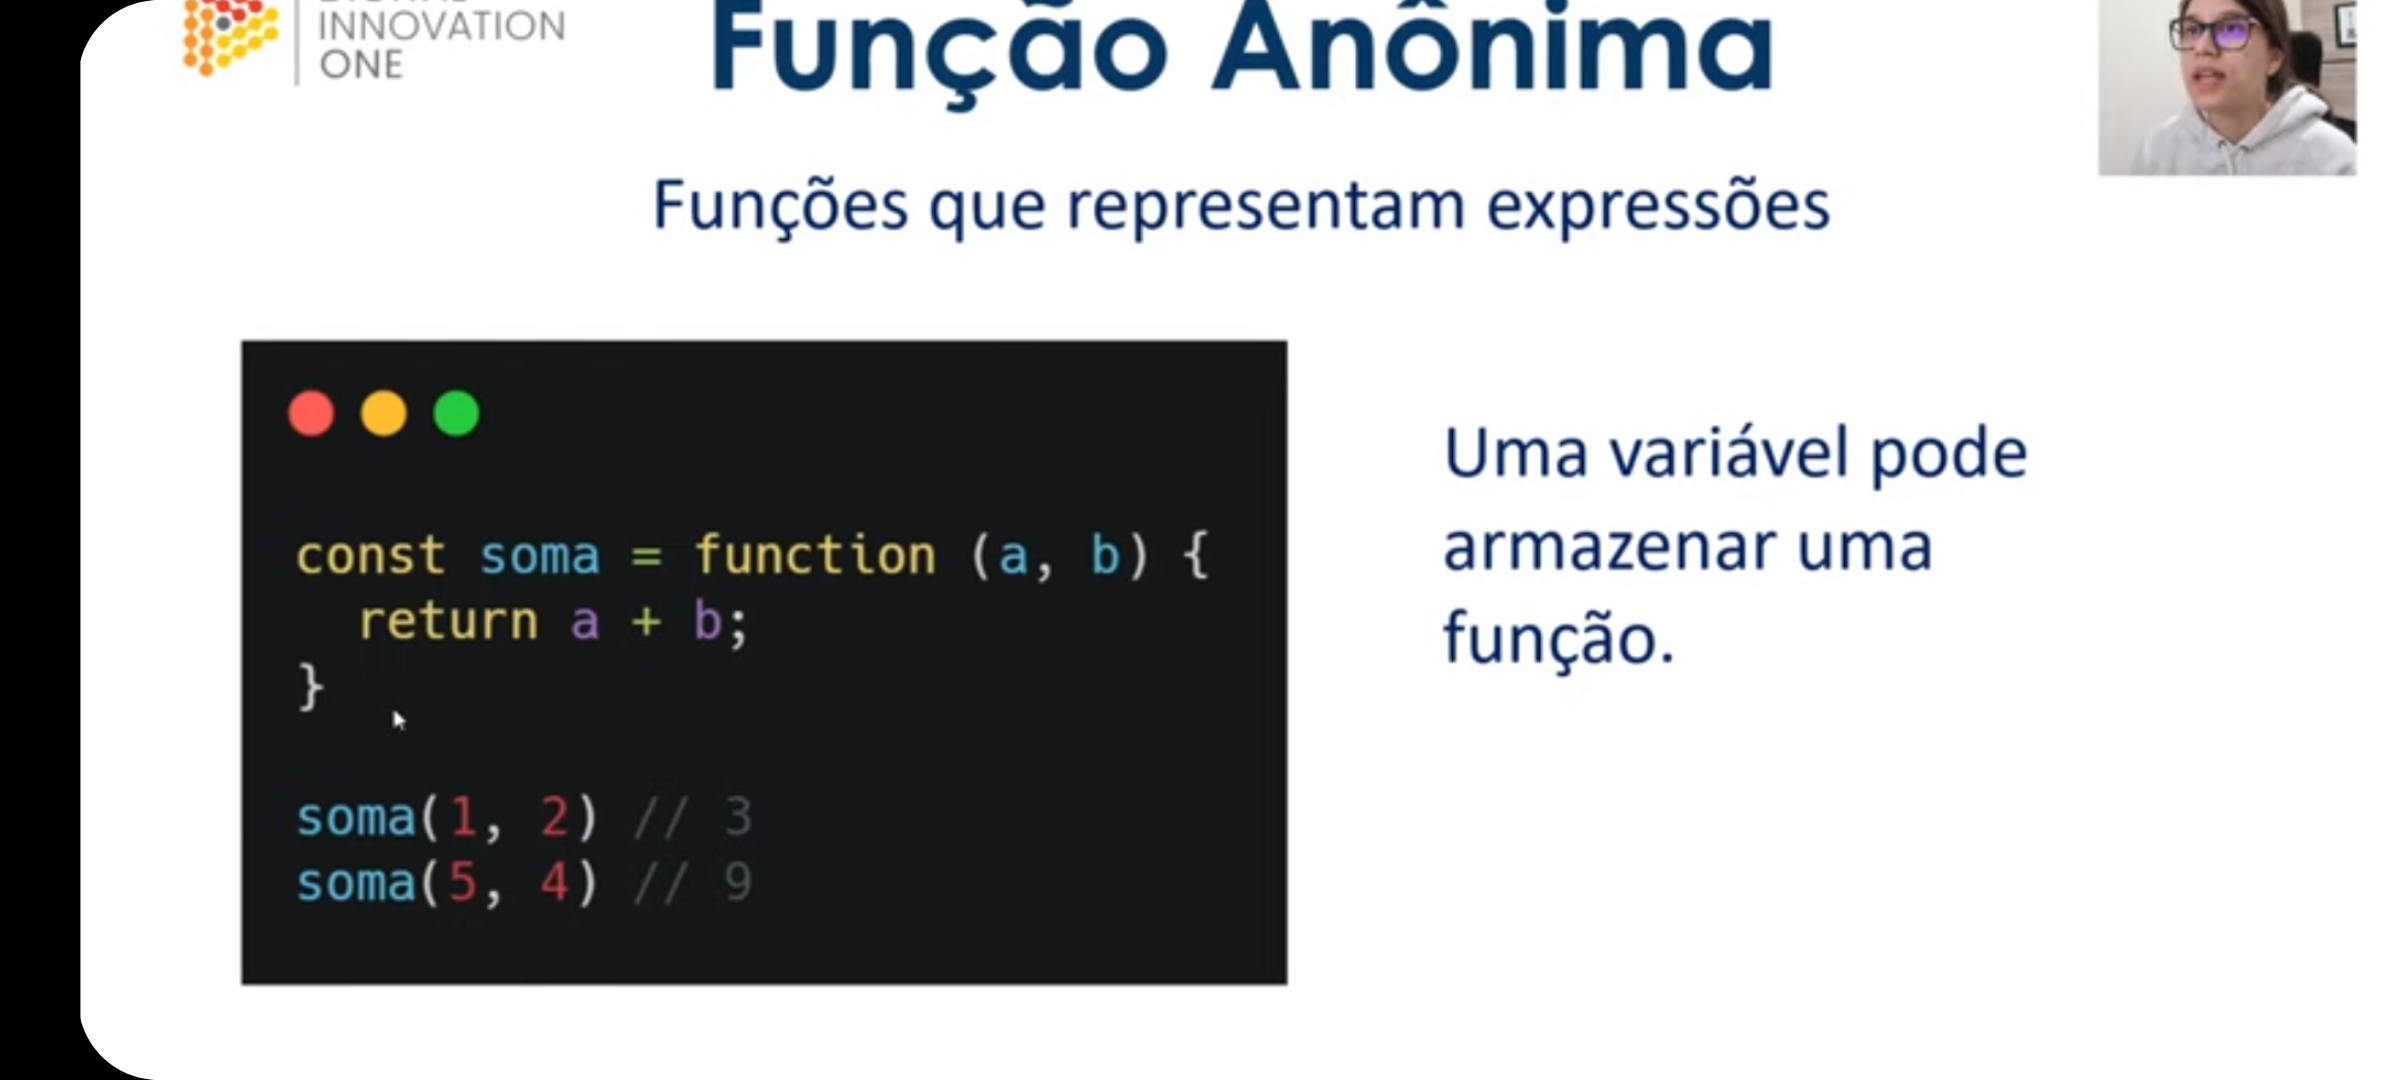 INNOVATION
ONE
Função Anônima
Funções que representam expressões
const soma = function (a, b) {
  return a + b;
}
soma(1, 2) // 3
soma(5, 4) // 9
Uma variável pode
armazenar uma
função.